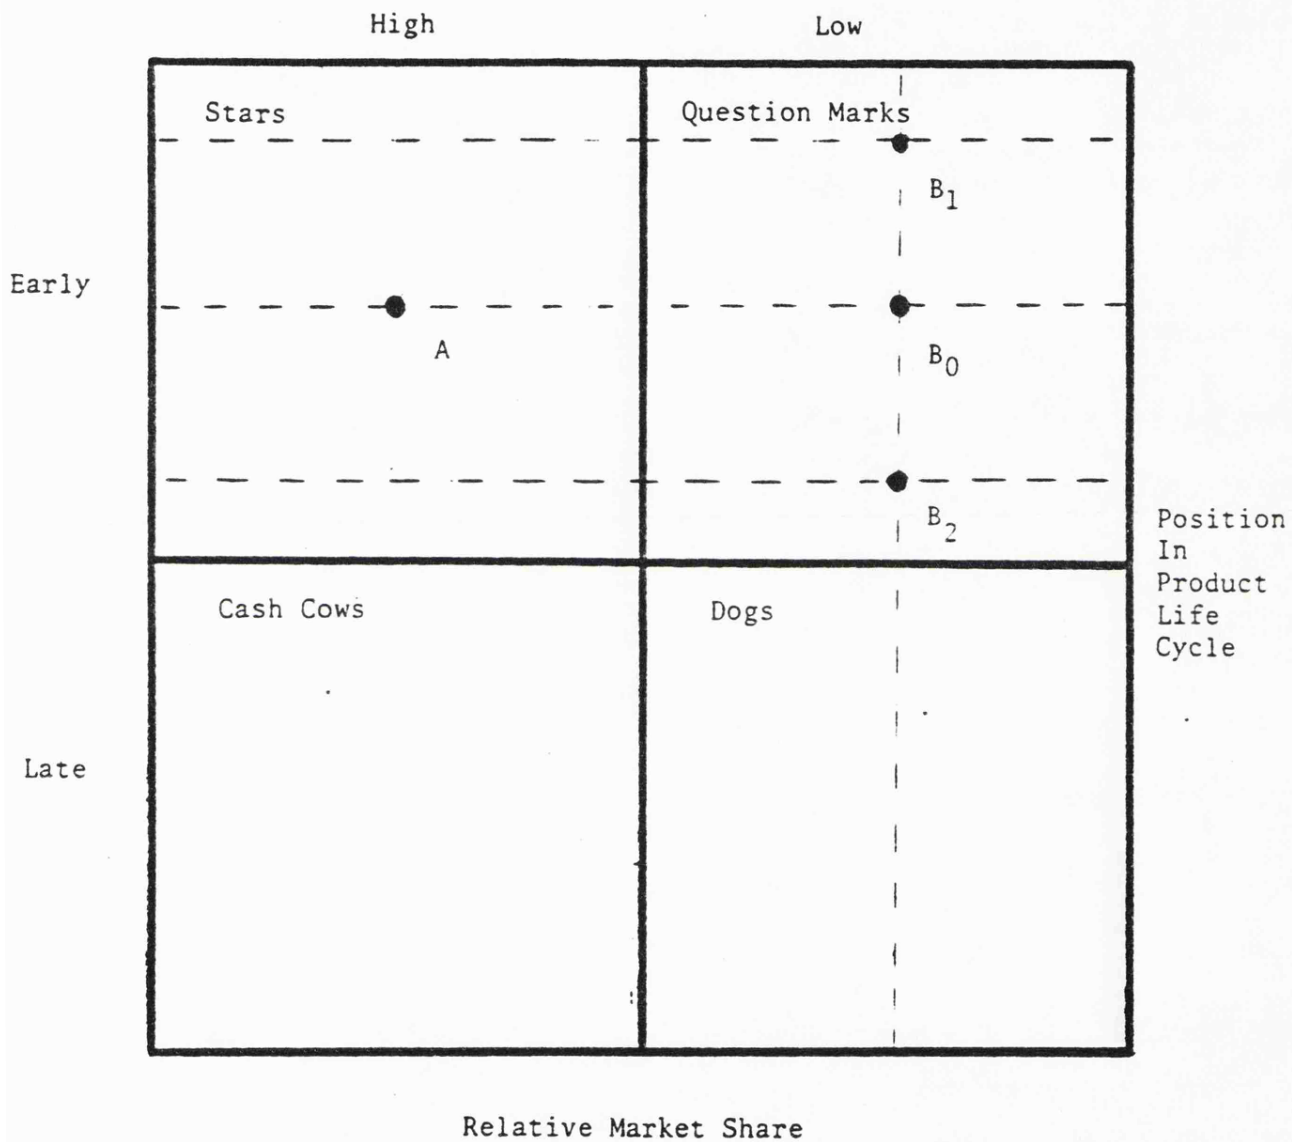 High Low
Stars Question Marks
B1
Early
A B0
B2
Position
In
Product
Life
Cycle
Cash Cows Dogs
Late
Relative Market Share